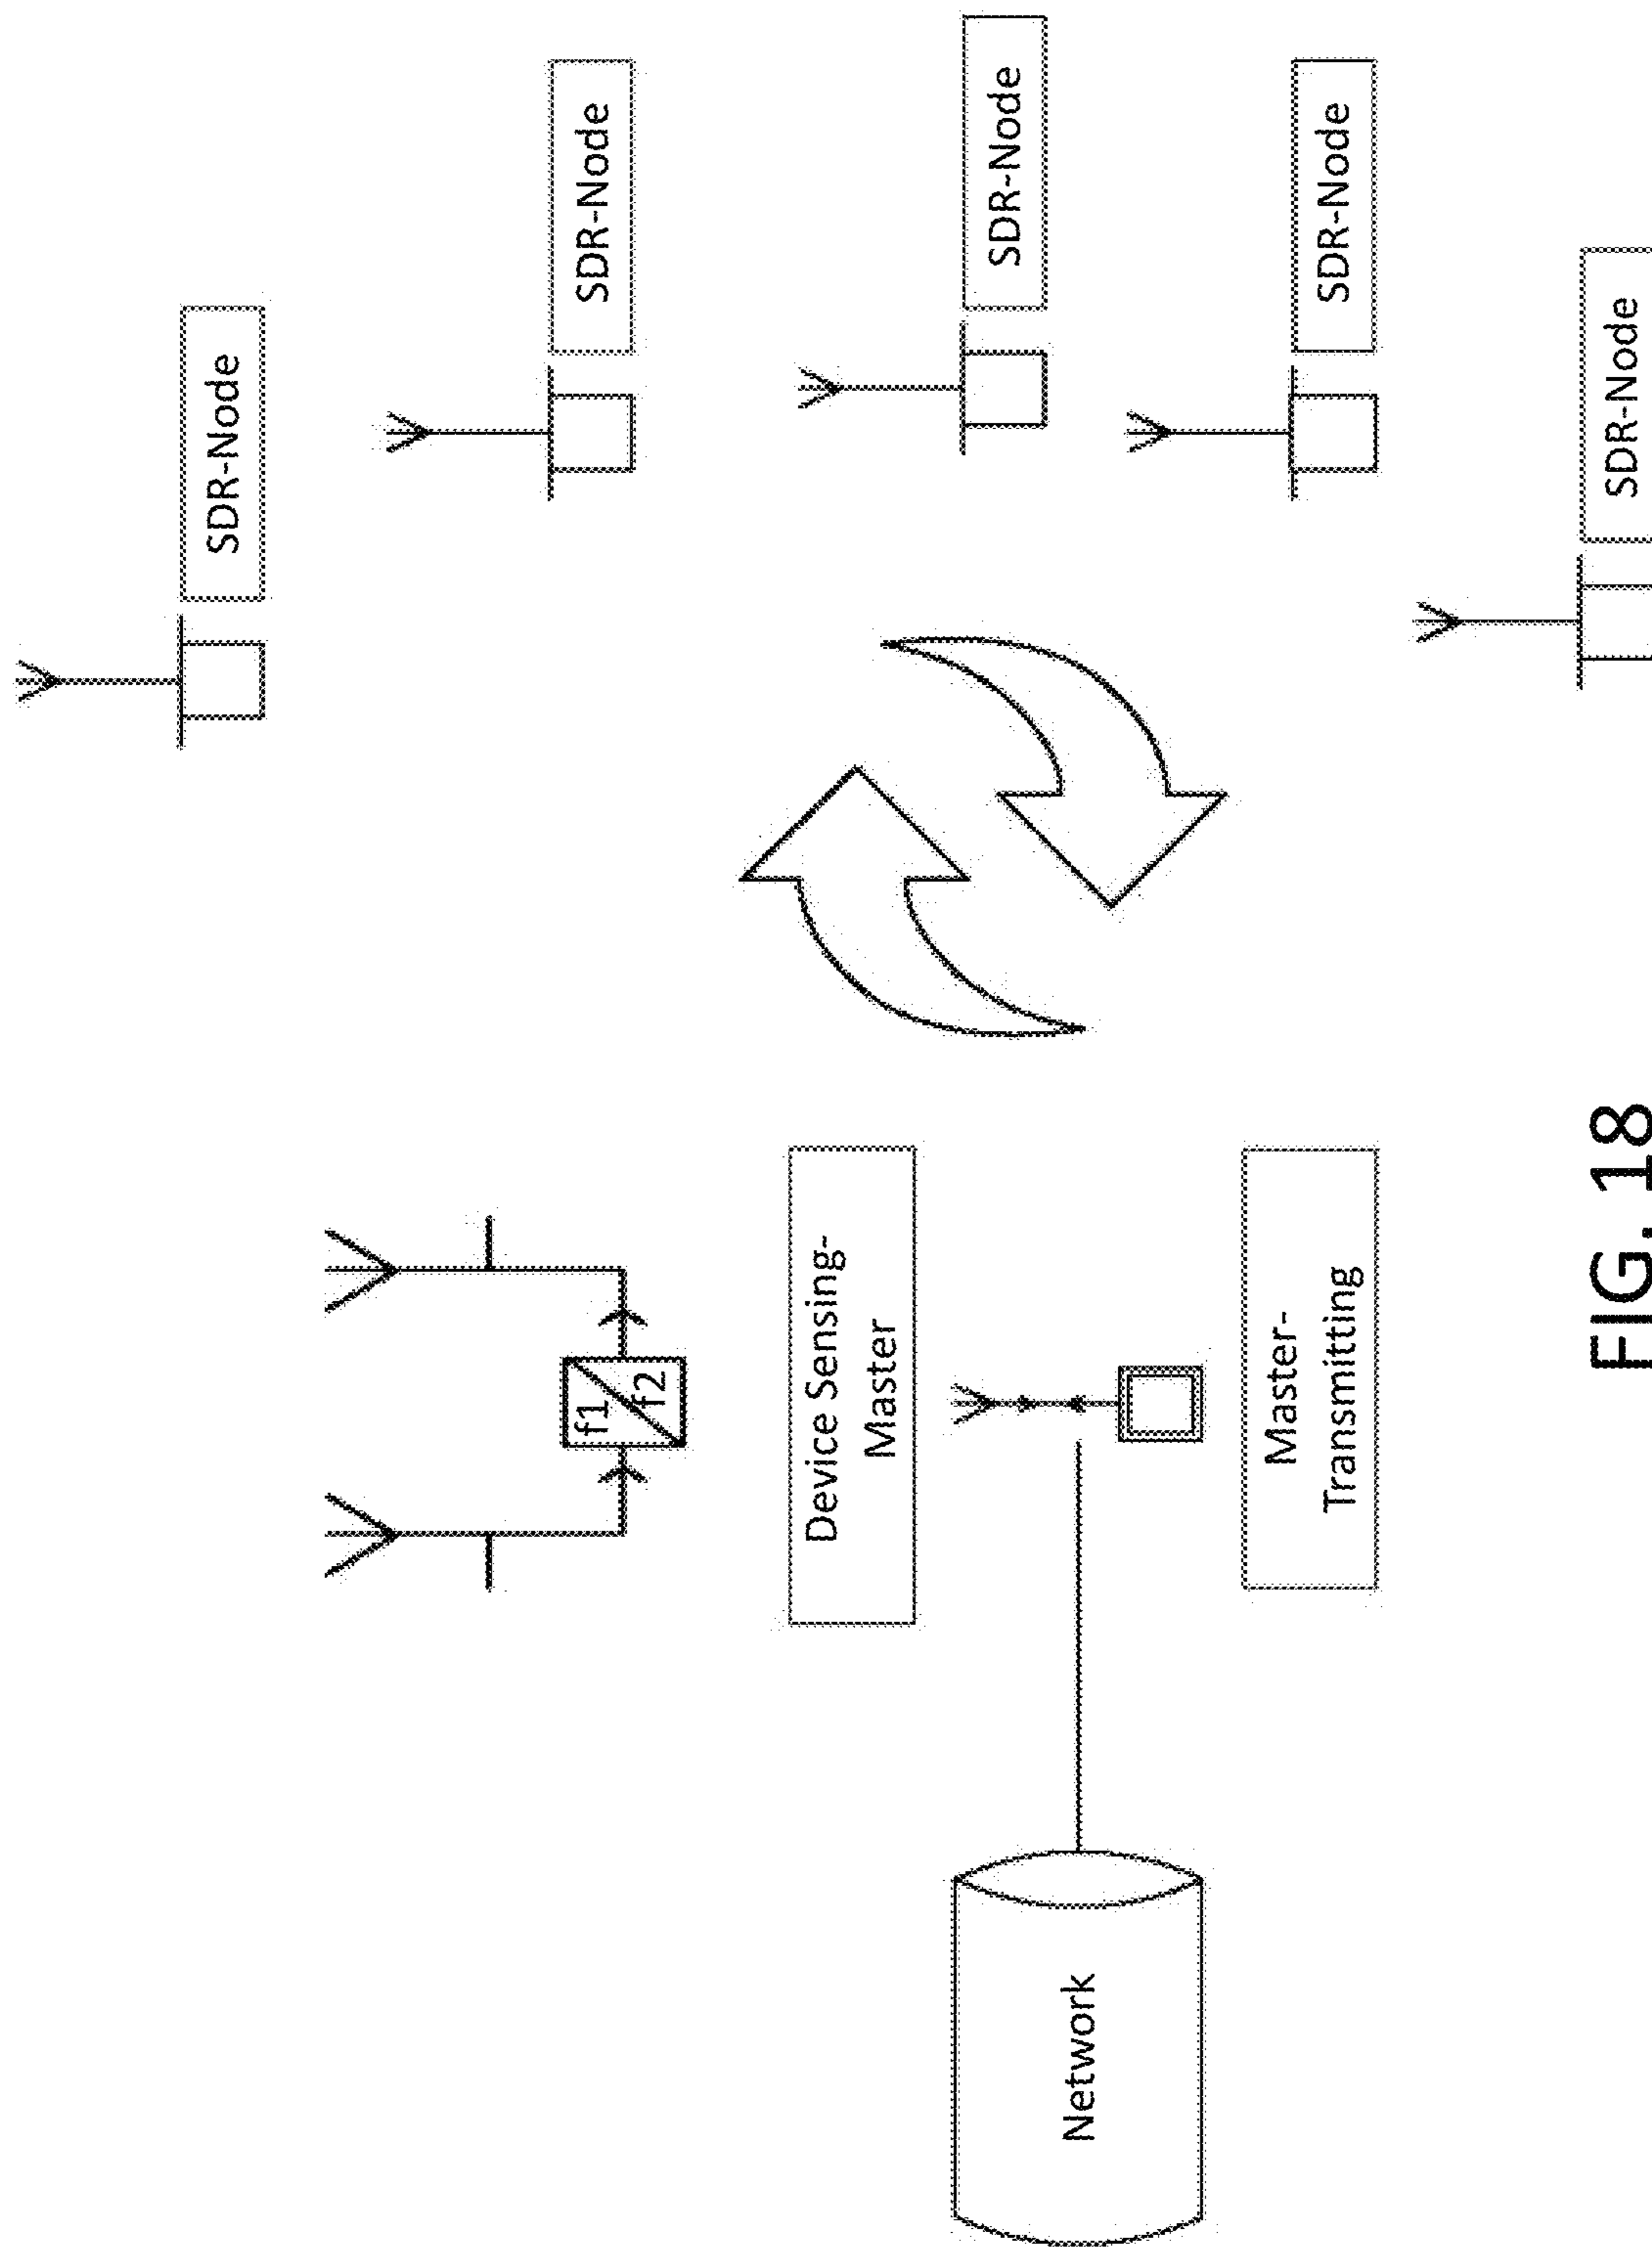 SDR-Node
SDR-Node
SDR-Node
SDR-Node
SDR-Node
f1
f2
Device Sensing-
Master
Master-
Transmitting
Network
FIG. 18